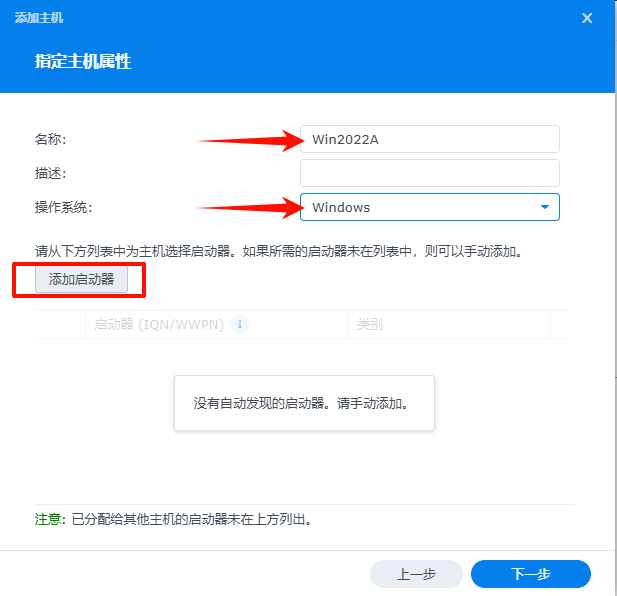 添加主机
指定主机属性
名称: Win2022A
描述:
操作系统: Windows
请从下方列表中为主机选择启动器。如果所需的启动器未在列表中，则可以手动添加。
添加启动器
启动器 (IQN/WWPN) i 类别
没有自动发现的启动器。请手动添加。
注意: 已分配给其他主机的启动器未在上方列出。
上一步 下一步